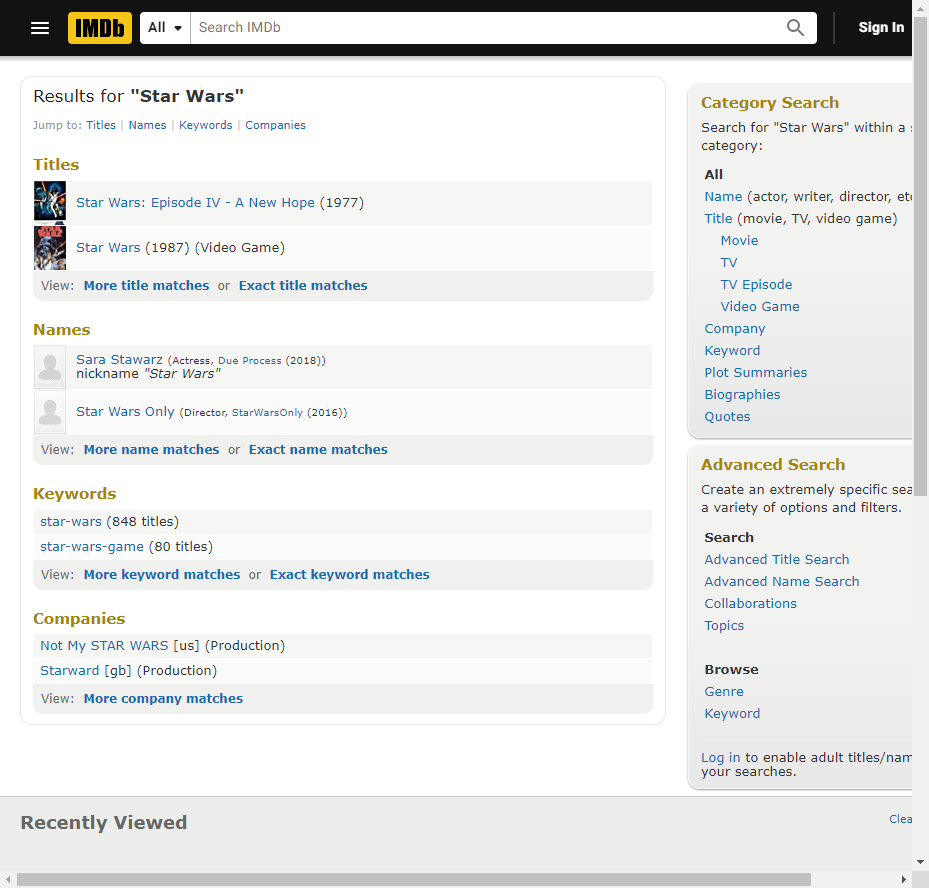 IMDb All Search IMDb Sign In
Results for "Star Wars"
Jump to: Titles | Names | Keywords | Companies
Titles
Star Wars: Episode IV - A New Hope (1977)
Star Wars (1987) (Video Game)
View: More title matches or Exact title matches
Names
Sara Stawarz (Actress, Due Process (2018))
nickname "Star Wars"
Star Wars Only (Director, StarWarsOnly (2016))
View: More name matches or Exact name matches
Keywords
star-wars (848 titles)
star-wars-game (80 titles)
View: More keyword matches or Exact keyword matches
Companies
Not My STAR WARS [us] (Production)
Starward [gb] (Production)
View: More company matches
Category Search
Search for "Star Wars" within a
category:
All
Name (actor, writer, director, etc
Title (movie, TV, video game)
Movie
TV
TV Episode
Video Game
Company
Keyword
Plot Summaries
Biographies
Quotes
Advanced Search
Create an extremely specific sea
a variety of options and filters.
Search
Advanced Title Search
Advanced Name Search
Collaborations
Topics
Browse
Genre
Keyword
Log in to enable adult titles/nam
your searches.
Recently Viewed
Clea